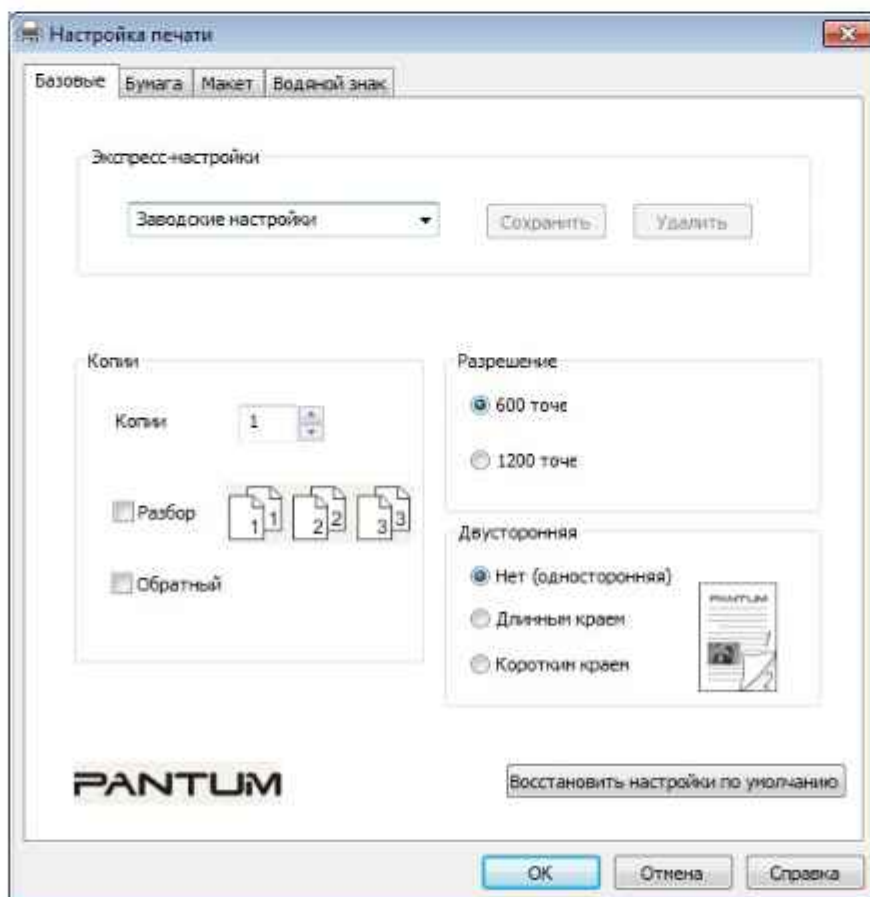 Настройка печати
Базовые Бумага Макет Водяной знак
Экспресс-настройки
Заводские настройки Сохранить Удалить
Копии
Копии 1
Разбор 1 1 2 2 3 3
Обратный
Разрешение
600 точе
1200 точе
Двусторонняя
Нет (односторонняя)
Длинным краем
Коротким краем
PANTUM
PANTUM
Восстановить настройки по умолчанию
OK Отмена Справка